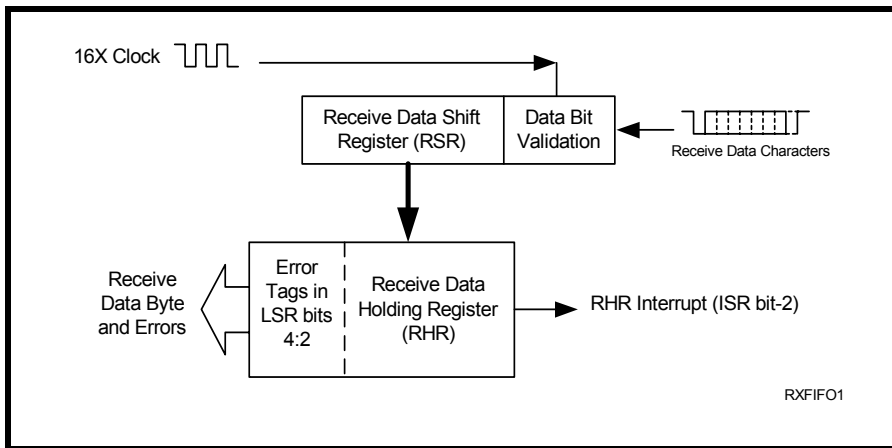 16X Clock
Receive Data Shift
Register (RSR)
Data Bit
Validation
Receive Data Characters
Receive
Data Byte
and Errors
Error
Tags in
LSR bits
4:2
Receive Data
Holding Register
(RHR)
RHR Interrupt (ISR bit-2)
RXFIFO1